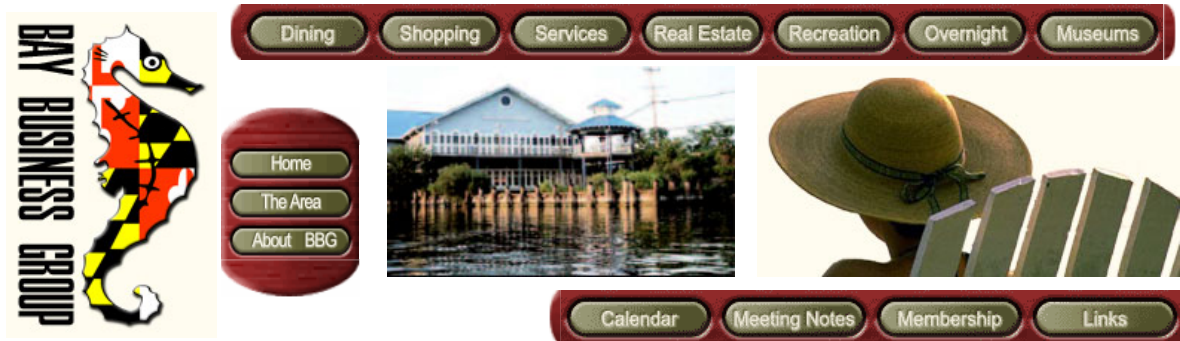 BAY BUSINESS GROUP
Dining
Shopping
Services
Real Estate
Recreation
Overnight
Museums
Home
The Area
About BBG
Calendar
Meeting Notes
Membership
Links